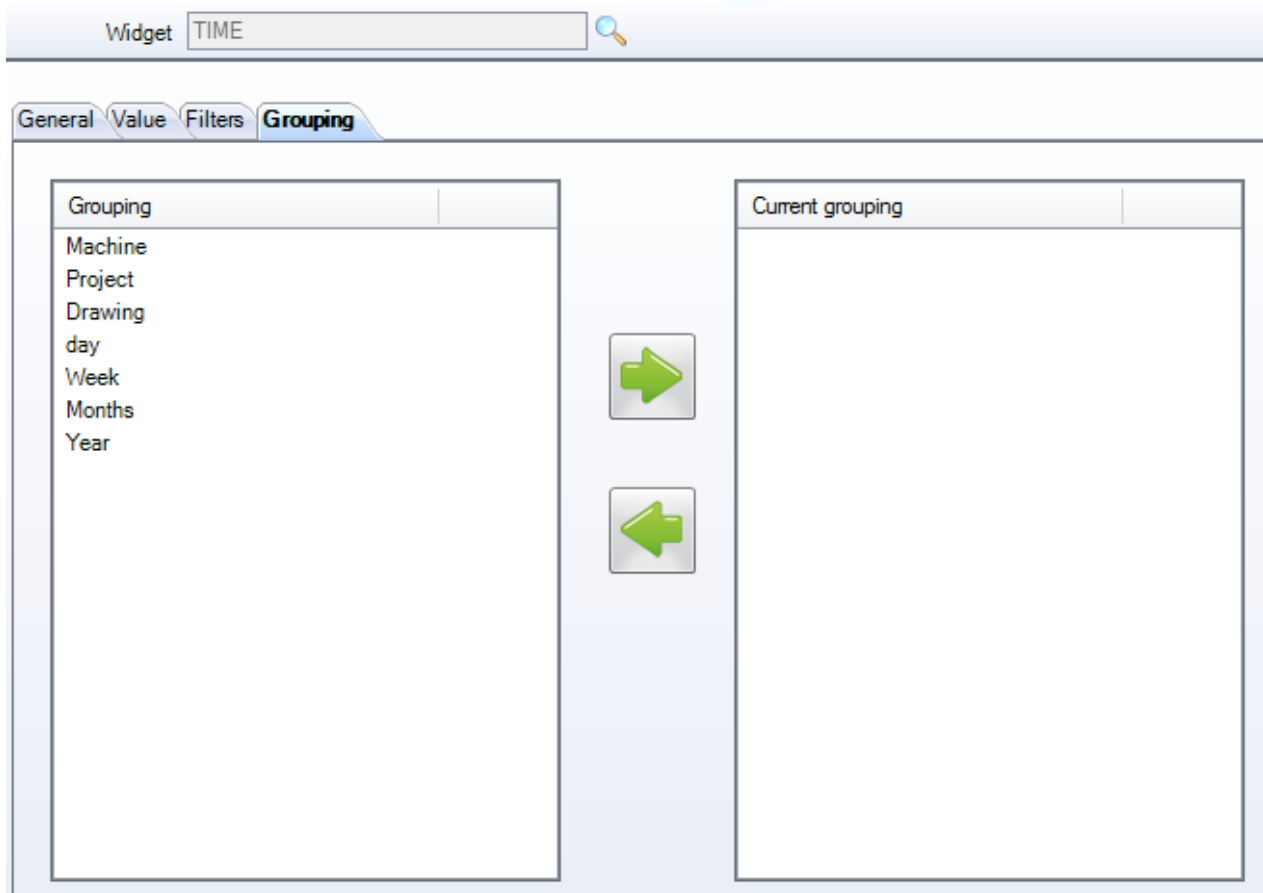 Widget TIME
General Value Filters Grouping
Grouping
Machine
Project
Drawing
day
Week
Months
Year
Current grouping